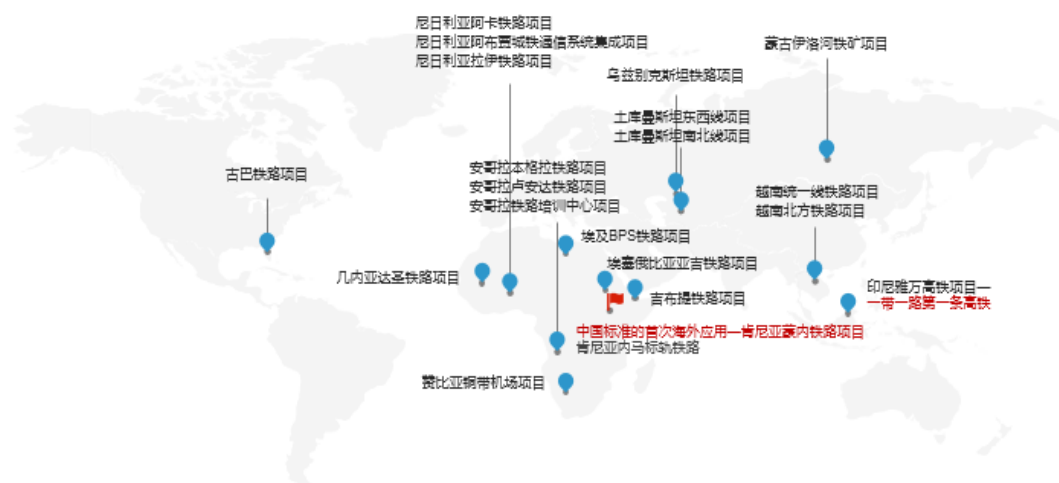 尼日利亚阿卡铁路项目
尼日利亚阿布贾城铁通信系统集成项目
尼日利亚拉伊铁路项目
蒙古伊洛河铁矿项目
乌兹别克斯坦铁路项目
土库曼斯坦东西线项目
土库曼斯坦南北线项目
古巴铁路项目
安哥拉本格拉铁路项目
安哥拉卢安达铁路项目
安哥拉铁路培训中心项目
越南统一线铁路项目
越南北方铁路项目
埃及BPS铁路项目
埃塞俄比亚亚吉铁路项目
几内亚达圣铁路项目
吉布提铁路项目
印尼雅万高铁项目—
一带一路第一条高铁
中国标准的首次海外应用—肯尼亚蒙内铁路项目
肯尼亚内马标轨铁路
赞比亚铜带机场项目